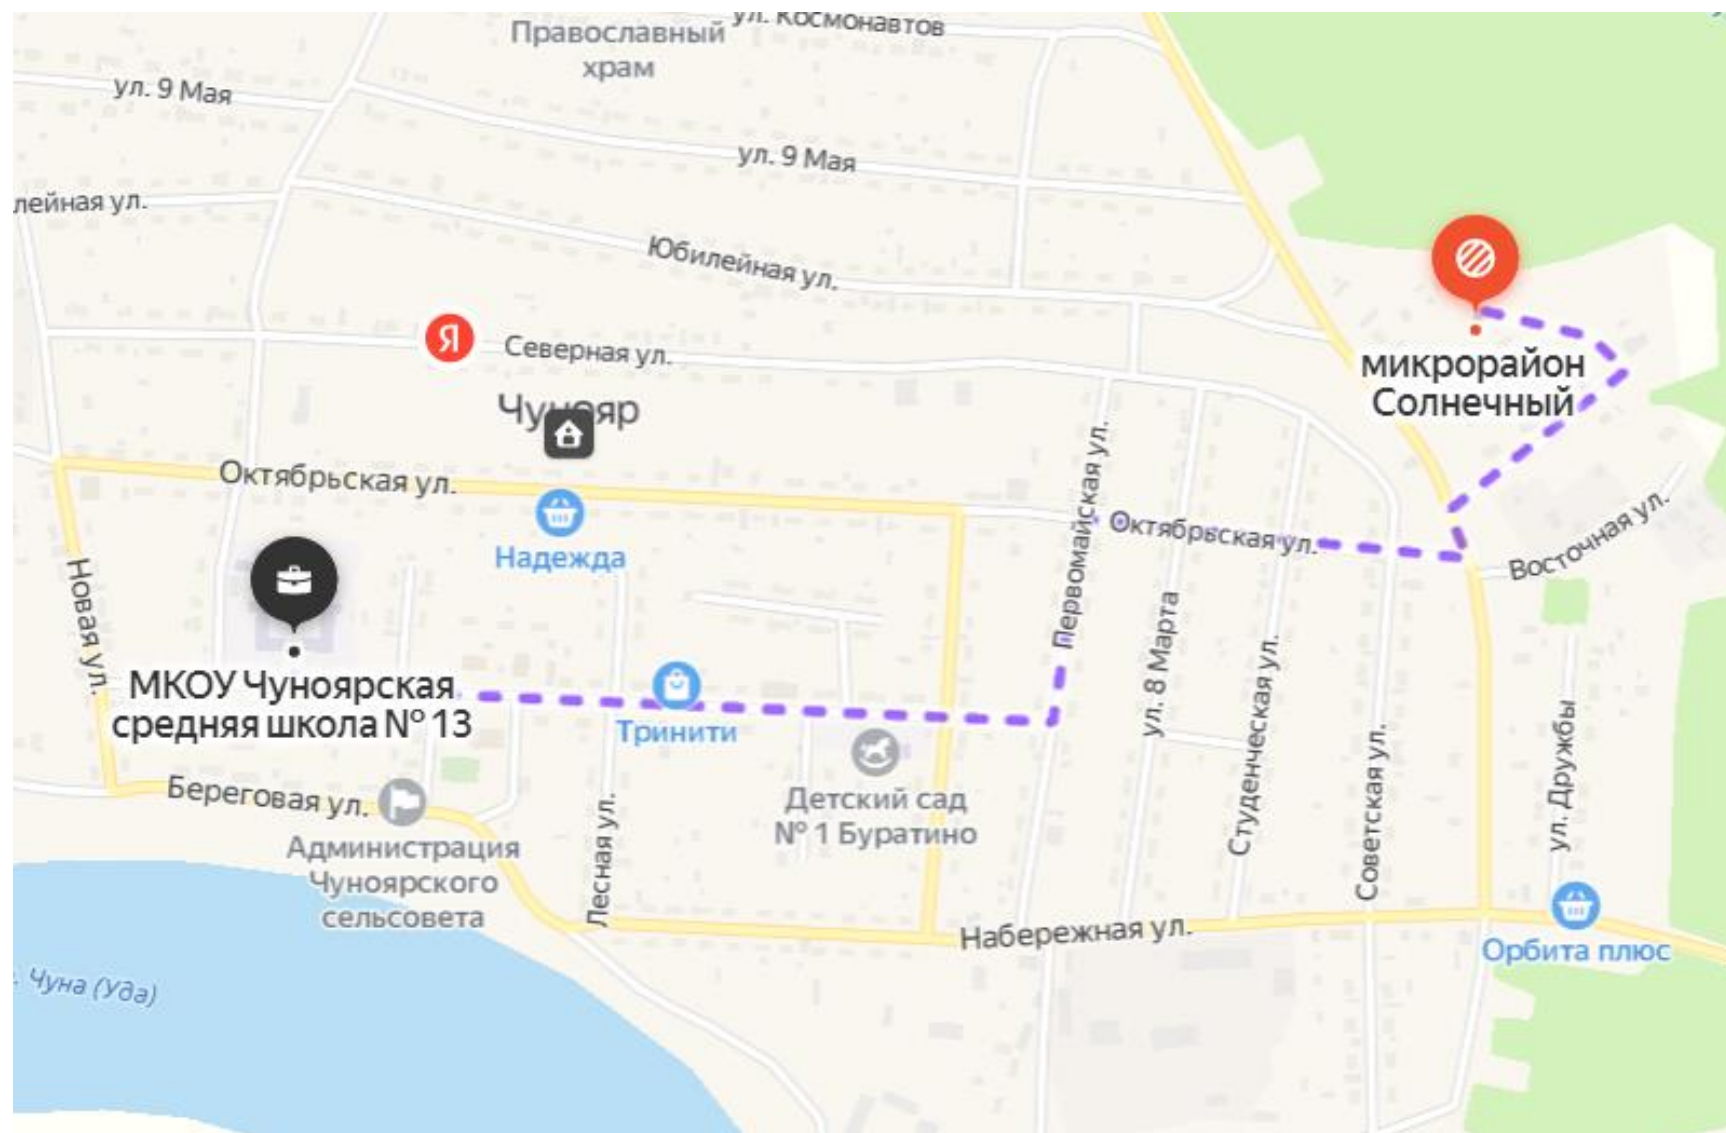 ул. Космонавтов
Православный
храм
ул. 9 Мая
ул. 9 Мая
лейная ул.
Юбилейная ул.
Я
Северная ул.
микрорайон
Солнечный
Чунояр
Октябрьская ул.
Первомайская ул.
Октябрьская ул.
Восточная ул.
Надежда
Новая ул.
ул. 8 Марта
Студенческая ул.
МКОУ Чуноярская
средняя школа № 13
Тринити
Советская ул.
ул. Дружбы
Береговая ул.
Детский сад
№ 1 Буратино
Администрация
Чуноярского
сельсовета
Лесная ул.
Набережная ул.
Орбита плюс
. Чуна (Уда)